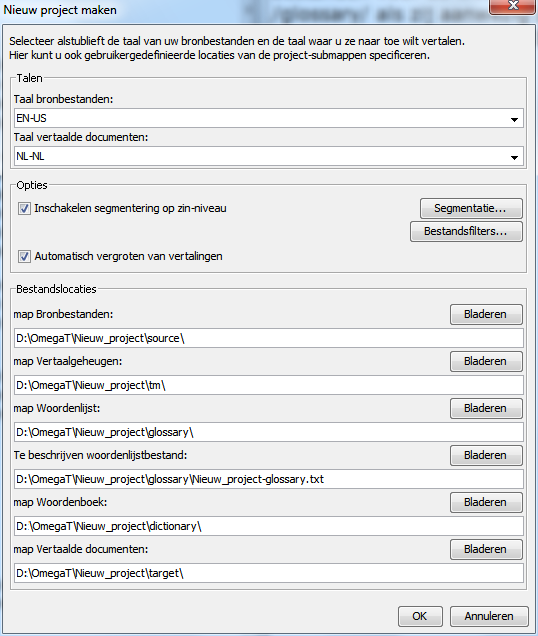 Nieuw project maken
./glossary/ als zij aanwezig
Selecteer alstublieft de taal van uw bronbestanden en de taal waar u ze naar toe wilt vertalen.
Hier kunt u ook gebruikergedefinieerde locaties van de project-submappen specificeren.
Talen
Taal bronbestanden:
EN-US
Taal vertaalde documenten:
NL-NL
Opties
Inschakelen segmentering op zin-niveau
Segmentatie...
Bestandsfilters...
Automatisch vergroten van vertalingen
Bestandslocaties
map Bronbestanden:
Bladeren
D:\OmegaT\Nieuw_project\source\
map Vertaalgeheugen:
Bladeren
D:\OmegaT\Nieuw_project\tm\
map Woordenlijst:
Bladeren
D:\OmegaT\Nieuw_project\glossary\
Te beschrijven woordenlijstbestand:
Bladeren
D:\OmegaT\Nieuw_project\glossary\Nieuw_project-glossary.txt
map Woordenboek:
Bladeren
D:\OmegaT\Nieuw_project\dictionary\
map Vertaalde documenten:
Bladeren
D:\OmegaT\Nieuw_project\target\
OK
Annuleren